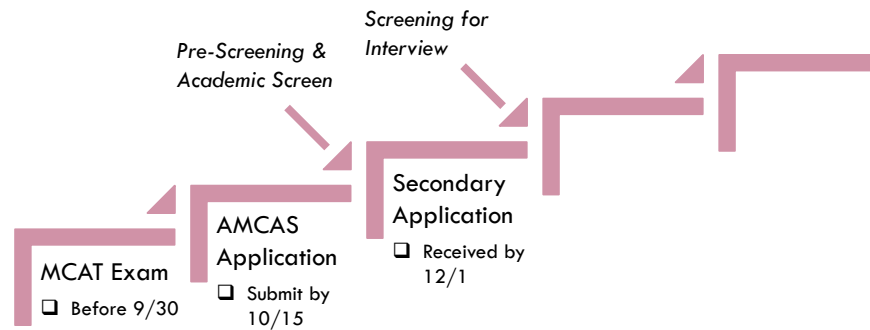 Screening for
Interview
Pre-Screening &
Academic Screen
Secondary
Application
❑ Received by
12/1
AMCAS
Application
❑ Submit by
10/15
MCAT Exam
❑ Before 9/30